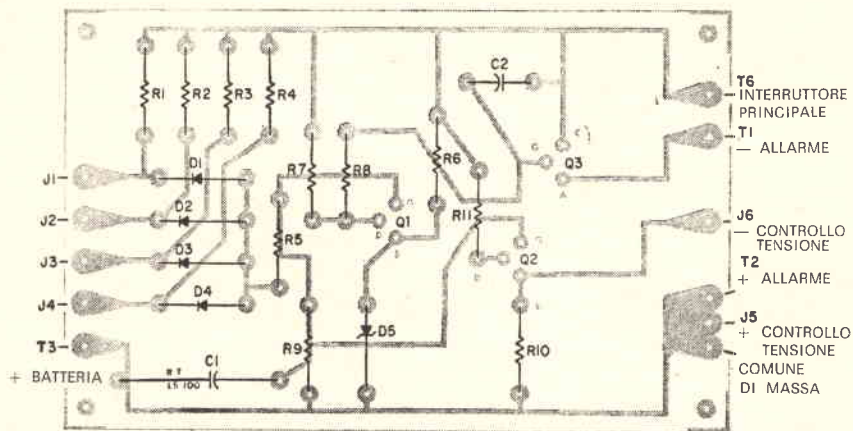 R1
R2
R3
R4
C2
T6
INTERRUTTORE
PRINCIPALE
T1
— ALLARME
J1
D1
R7
R8
R6
Q3
J2
D2
R11
Q1
J6
— CONTROLLO
TENSIONE
J3
D3
R5
Q2
T2
+ ALLARME
J4
D4
J5
+ CONTROLLO
TENSIONE
T3
C1
R9
D5
R10
COMUNE
DI MASSA
+ BATTERIA